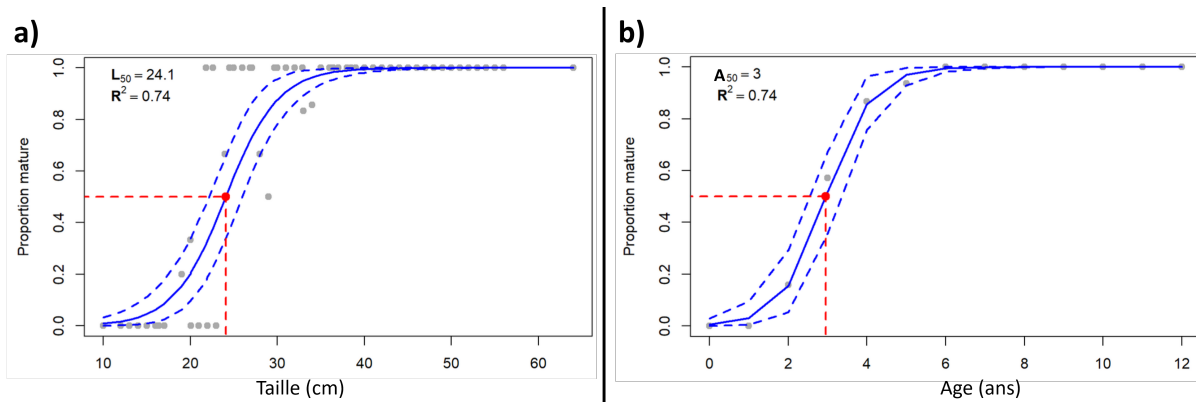 a)
L50 = 24.1
R2 = 0.74
Proportion mature
1.0
0.8
0.6
0.4
0.2
0.0
10 20 30 40 50 60
Taille (cm)
b)
A50 = 3
R2 = 0.74
Proportion mature
1.0
0.8
0.6
0.4
0.2
0.0
0 2 4 6 8 10 12
Age (ans)